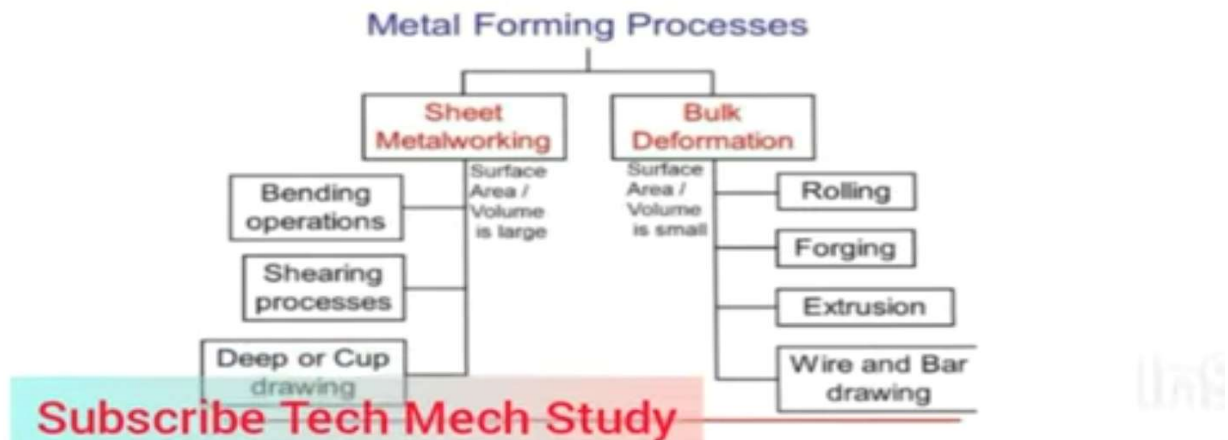 Metal Forming Processes
Sheet
Metalworking
Surface
Area /
Volume
is large
Bending
operations
Shearing
processes
Deep or Cup
drawing
Bulk
Deformation
Surface
Area /
Volume
is small
Rolling
Forging
Extrusion
Wire and Bar
drawing
Subscribe Tech Mech Study